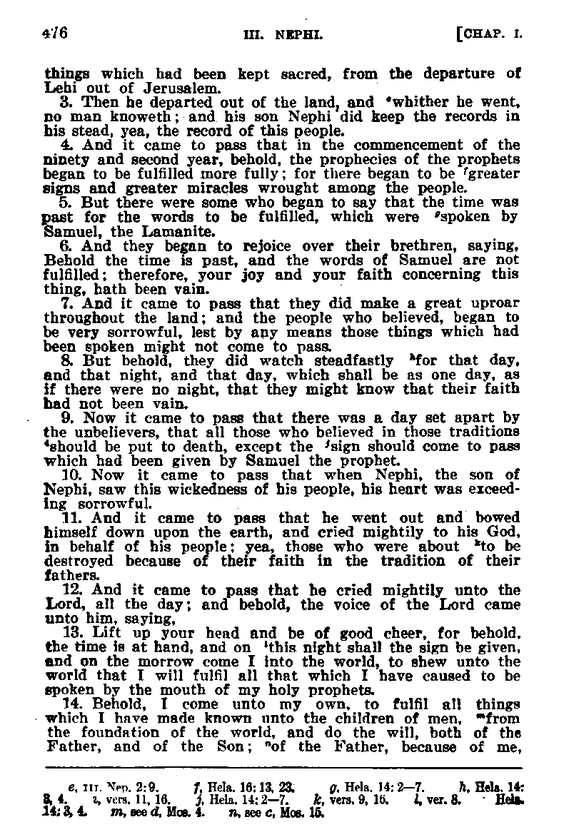 476 III. NEPHI. [CHAP. I.
things which had been kept sacred, from the departure of
Lehi out of Jerusalem.
3. Then he departed out of the land, and ewhither he went,
no man knoweth; and his son Nephi did keep the records in
his stead, yea, the record of this people.
4. And it came to pass that in the commencement of the
ninety and second year, behold, the prophecies of the prophets
began to be fulfilled more fully; for there began to be fgreater
signs and greater miracles wrought among the people.
5. But there were some who began to say that the time was
past for the words to be fulfilled, which were gspoken by
Samuel, the Lamanite.
6. And they began to rejoice over their brethren, saying,
Behold the time is past, and the words of Samuel are not
fulfilled; therefore, your joy and your faith concerning this
thing, hath been vain.
7. And it came to pass that they did make a great uproar
throughout the land; and the people who believed, began to
be very sorrowful, lest by any means those things which had
been spoken might not come to pass.
8. But behold, they did watch steadfastly hfor that day,
and that night, and that day, which shall be as one day, as
if there were no night, that they might know that their faith
had not been vain.
9. Now it came to pass that there was a day set apart by
the unbelievers, that all those who believed in those traditions
ishould be put to death, except the jsign should come to pass
which had been given by Samuel the prophet.
10. Now it came to pass that when Nephi, the son of
Nephi, saw this wickedness of his people, his heart was exceed-
ing sorrowful.
11. And it came to pass that he went out and bowed
himself down upon the earth, and cried mightily to his God,
in behalf of his people; yea, those who were about kto be
destroyed because of their faith in the tradition of their
fathers.
12. And it came to pass that he cried mightily unto the
Lord, all the day; and behold, the voice of the Lord came
unto him, saying,
13. Lift up your head and be of good cheer, for behold,
the time is at hand, and on lthis night shall the sign be given,
and on the morrow come I into the world, to shew unto the
world that I will fulfil all that which I have caused to be
spoken by the mouth of my holy prophets.
14. Behold, I come unto my own, to fulfil all things
which I have made known unto the children of men, mfrom
the foundation of the world, and do the will, both of the
Father, and of the Son; nof the Father, because of me,
e, III. Nep. 2:9. f, Hela. 16:13, 23. g, Hela. 14:2—7. h, Hela. 14:
3, 4. i, vers. 11, 16. j, Hela. 14:2—7. k, vers. 9, 16. l, ver. 8. Hela.
14:3, 4. m, see d, Mos. 4. n, see c, Mos. 15.